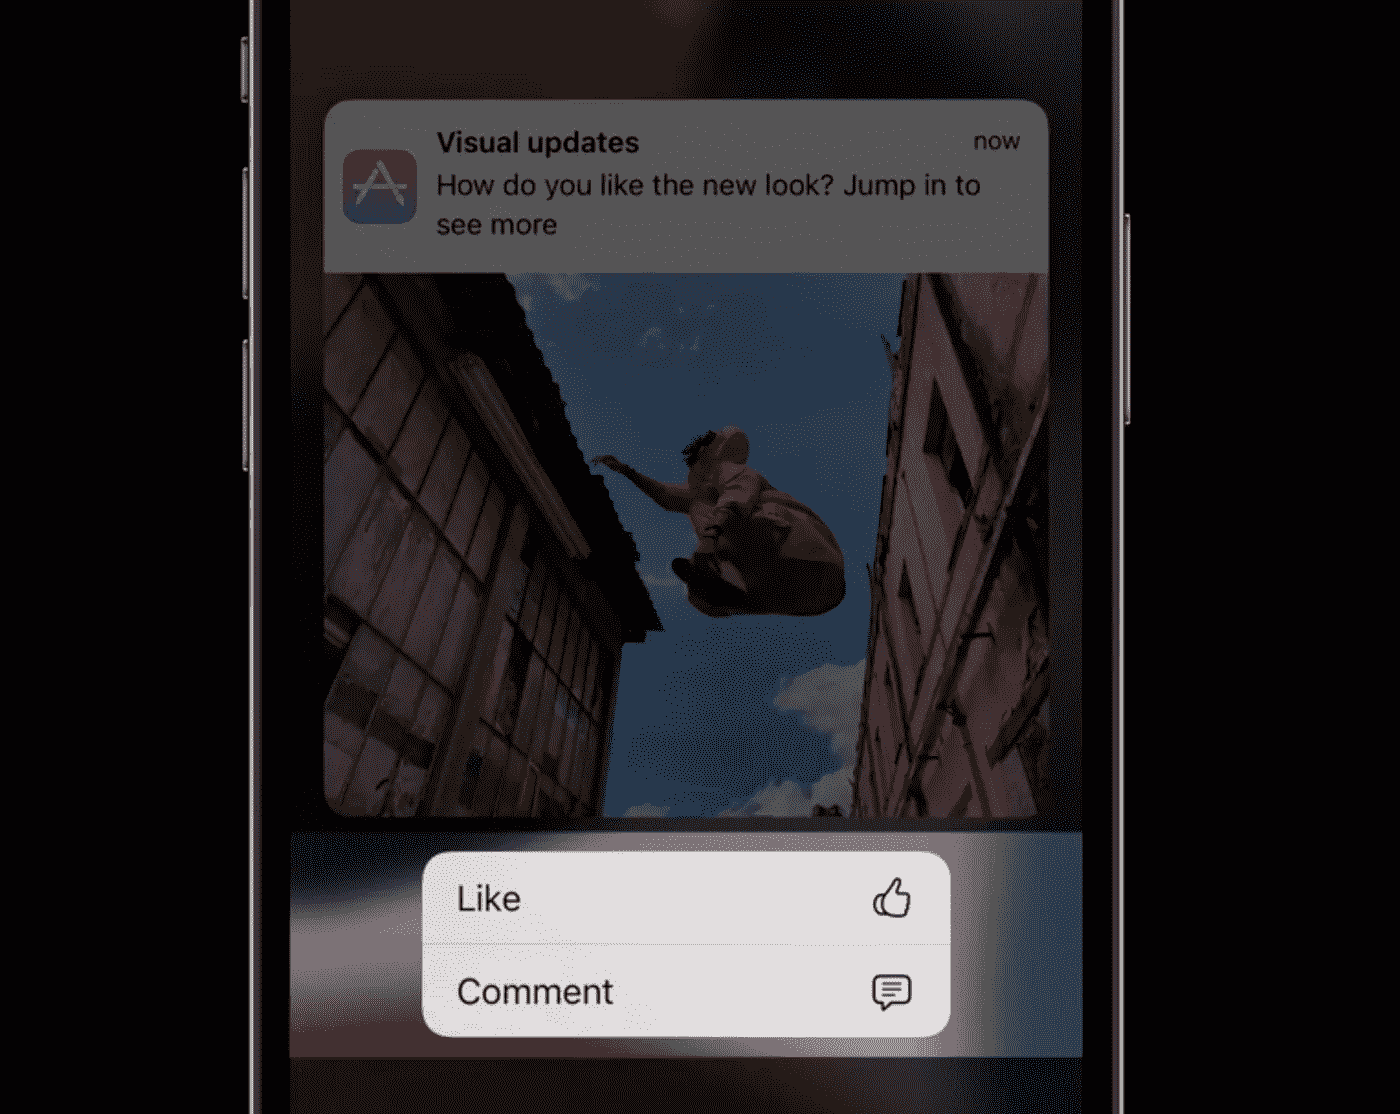 Visual updates
now
How do you like the new look? Jump in to
see more
Like
Comment